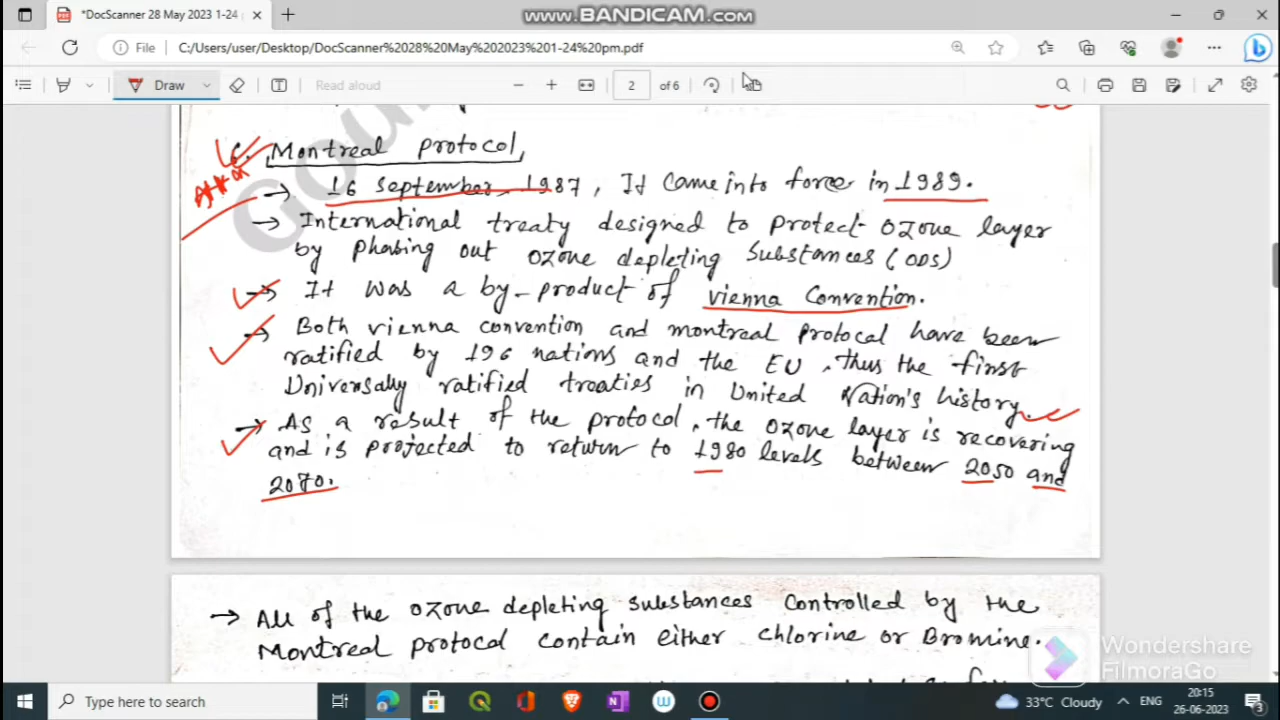 *DocScanner 28 May 2023 1-24 p
www.BANDICAM.com
File C:/Users/user/Desktop/DocScanner%2028%20May%202023%201-24%20pm.pdf
Draw Read aloud 2 of 6
6. Montreal Protocol
→ 16 September, 1987, It came into force in 1989.
→ International treaty designed to protect ozone layer
by phasing out ozone depleting substances (ODS)
→ It was a by-product of vienna Convention.
→ Both vienna convention and montreal protocal have been
ratified by 196 nations and the EU, thus the first
Universally ratified treaties in United Nation's history.
→ As a result of the protocol, the ozone layer is recovering
and is projected to return to 1980 levels between 2050 and
2070.
→ All of the ozone depleting substances controlled by the
Montreal protocal contain either chlorine or Bromine.
Wondershare
FilmoraGo
Type here to search
33°C Cloudy ENG 20:15
26-06-2023 3